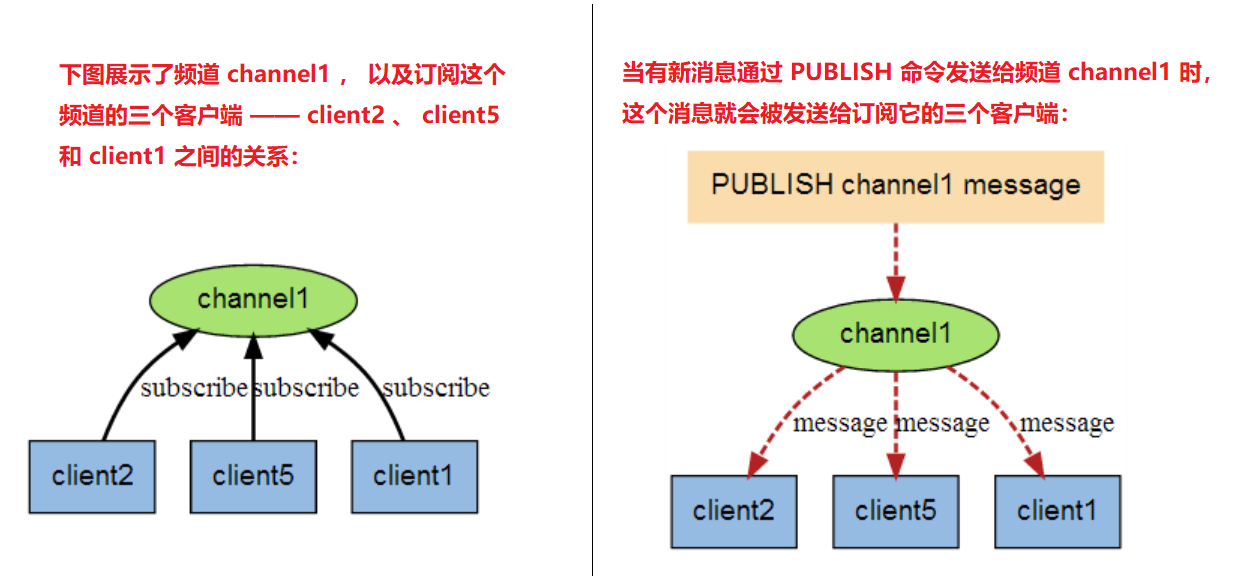 下图展示了频道 channel1 ， 以及订阅这个
频道的三个客户端 —— client2 、 client5
和 client1 之间的关系：
channel1
subscribe subscribe subscribe
client2 client5 client1
当有新消息通过 PUBLISH 命令发送给频道 channel1 时，
这个消息就会被发送给订阅它的三个客户端：
PUBLISH channel1 message
channel1
message message message
client2 client5 client1